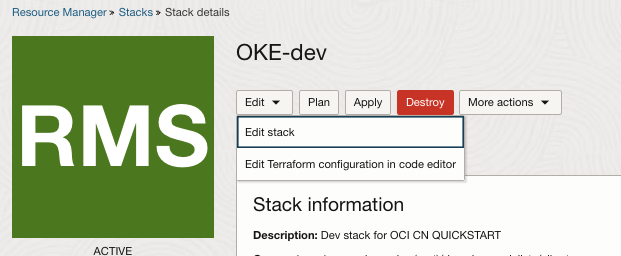 Resource Manager » Stacks » Stack details
RMS
ACTIVE
OKE-dev
Edit Plan Apply Destroy More actions
Edit stack
Edit Terraform configuration in code editor
Stack information
Description: Dev stack for OCI CN QUICKSTART